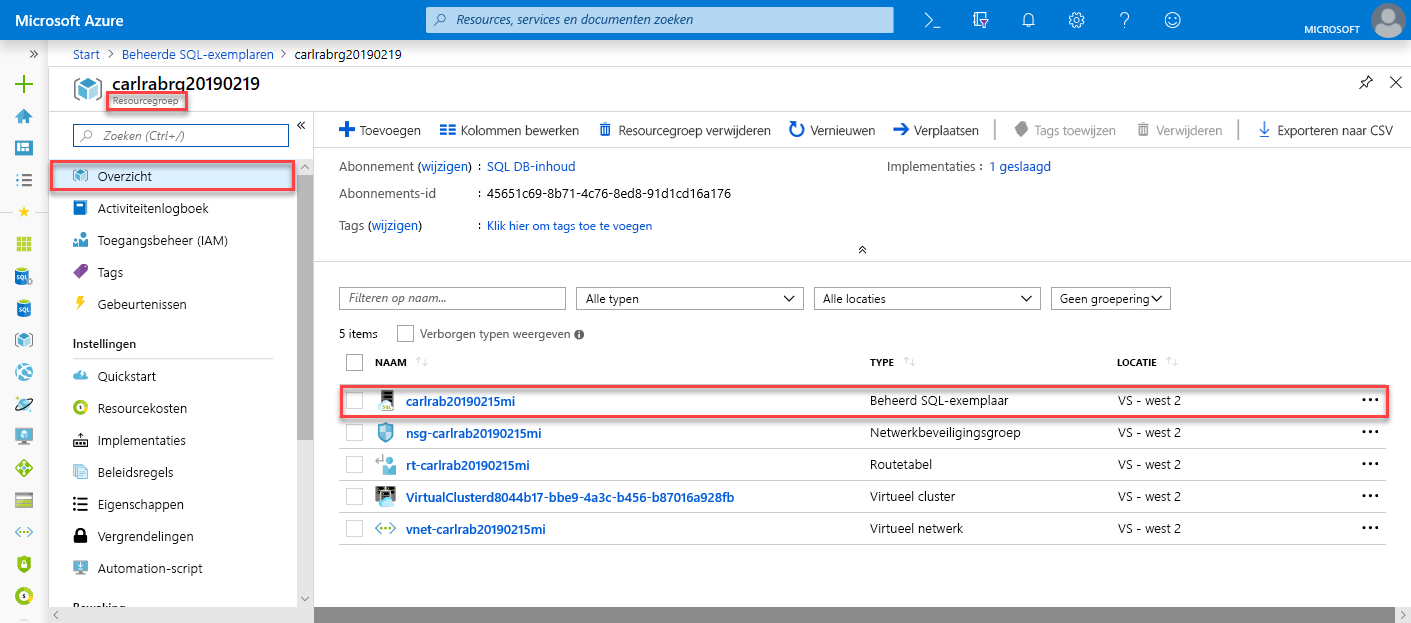 Microsoft Azure
Resources, services en documenten zoeken
MICROSOFT
Start > Beheerde SQL-exemplaren > carlrabrg20190219
carlrabrg20190219
Resourcegroep
Zoeken (Ctrl+/)
Overzicht
Activiteitenlogboek
Toegangsbeheer (IAM)
Tags
Gebeurtenissen
Instellingen
Quickstart
Resourcekosten
Implementaties
Beleidsregels
Eigenschappen
Vergrendelingen
Automation-script
Bewaking
Toevoegen Kolommen bewerken Resourcegroep verwijderen Vernieuwen Verplaatsen Tags toewijzen Verwijderen Exporteren naar CSV
Abonnement (wijzigen) : SQL DB-inhoud Implementaties : 1 geslaagd
Abonnements-id : 45651c69-8b71-4c76-8ed8-91d1cd16a176
Tags (wijzigen) : Klik hier om tags toe te voegen
Filteren op naam... Alle typen Alle locaties Geen groepering
5 items Verborgen typen weergeven
NAAM TYPE LOCATIE
carlrab20190215mi Beheerd SQL-exemplaar VS - west 2
nsg-carlrab20190215mi Netwerkbeveiligingsgroep VS - west 2
rt-carlrab20190215mi Routetabel VS - west 2
VirtualClusterd8044b17-bbe9-4a3c-b456-b87016a928fb Virtueel cluster VS - west 2
vnet-carlrab20190215mi Virtueel netwerk VS - west 2